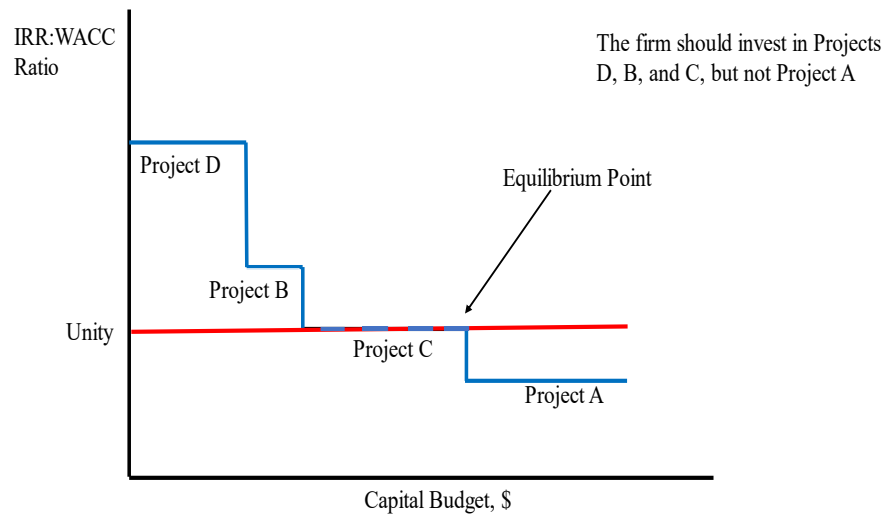 IRR:WACC
Ratio
The firm should invest in Projects
D, B, and C, but not Project A
Project D
Equilibrium Point
Project B
Unity
Project C
Project A
Capital Budget, $